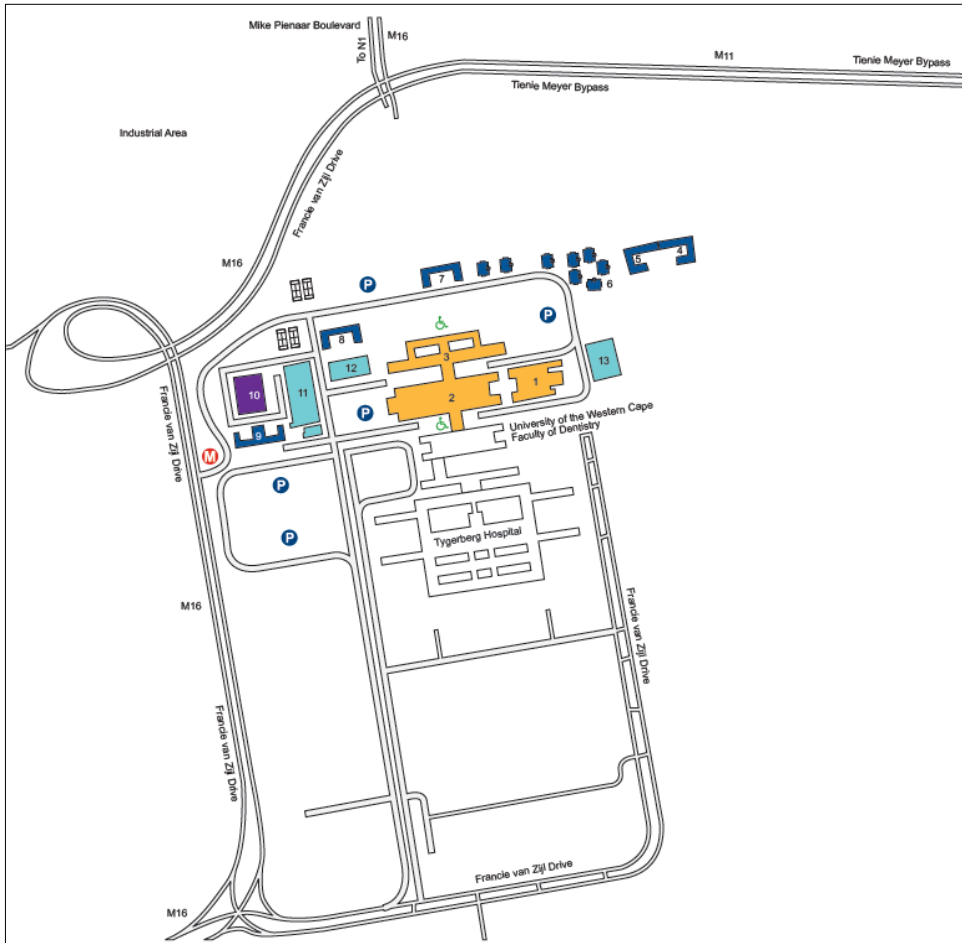 Mike Pienaar Boulevard
M16
To N1
M11
Tienie Meyer Bypass
Tienie Meyer Bypass
Industrial Area
Francie van Zijl Drive
M16
P
7
5
4
6
P
8
3
13
12
1
10
11
2
P
9
University of the Western Cape
Faculty of Dentistry
Francie van Zijl Drive
M
P
P
Tygerberg Hospital
M16
Francie van Zijl Drive
Francie van Zijl Drive
Francie van Zijl Drive
M16